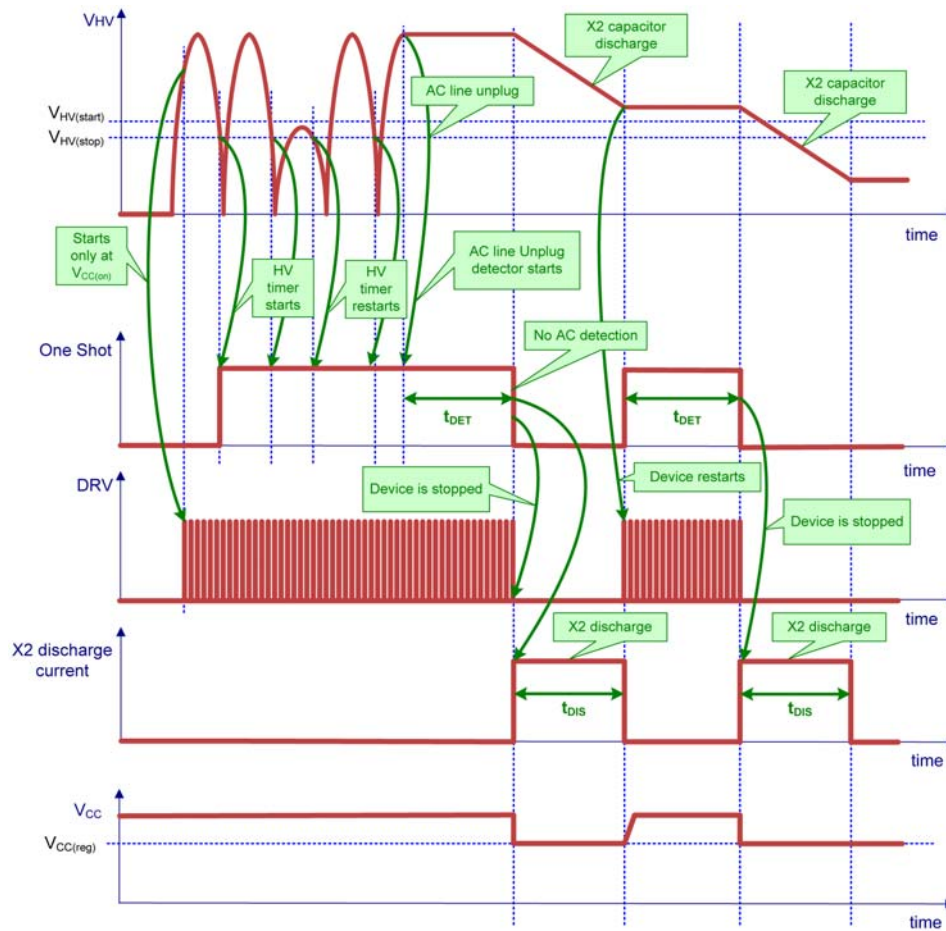 VHV
X2 capacitor
discharge
X2 capacitor
discharge
AC line unplug
VHV(start)
VHV(stop)
time
Starts
only at
VCC(on)
HV
timer
starts
HV
timer
restarts
AC line Unplug
detector starts
No AC detection
One Shot
tDET
tDET
time
DRV
Device is stopped
Device restarts
Device is stopped
time
X2 discharge
current
X2 discharge
X2 discharge
tDIS
tDIS
time
VCC
VCC(reg)
time